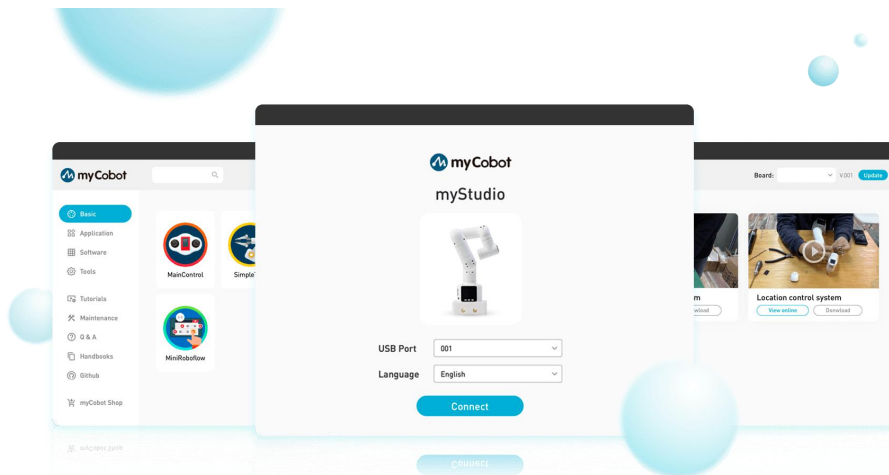 myCobot
Basic
Application
Software
Tools
Tutorials
Maintenance
Q & A
Handbooks
Github
myCobot Shop
MainControl
MiniRoboflow
myCobot
myStudio
USB Port 001
Language English
Connect
Board: V.001 Update
Location control system
View online Download